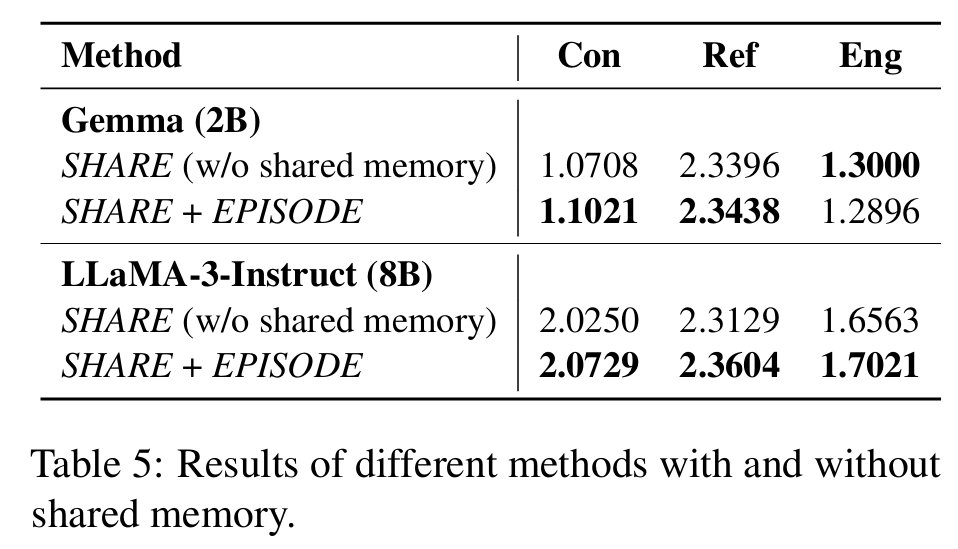 Method Con Ref Eng
Gemma (2B)
SHARE (w/o shared memory) 1.0708 2.3396 1.3000
SHARE + EPISODE 1.1021 2.3438 1.2896
LLaMA-3-Instruct (8B)
SHARE (w/o shared memory) 2.0250 2.3129 1.6563
SHARE + EPISODE 2.0729 2.3604 1.7021
Table 5: Results of different methods with and without
shared memory.